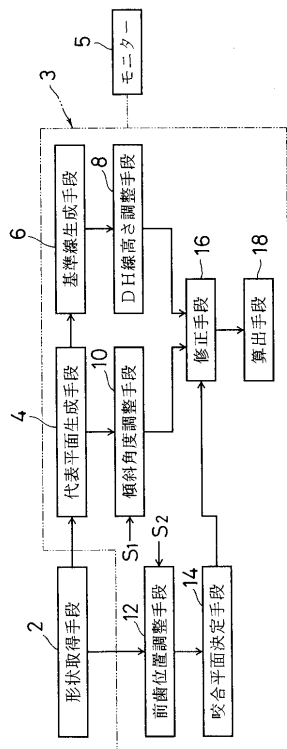 2
形状取得手段
4
代表平面生成手段
6
基準線生成手段
3
5
モニター
8
DH線高さ調整手段
10
傾斜角度調整手段
S1
S2
12
前歯位置調整手段
14
咬合平面決定手段
16
修正手段
18
算出手段